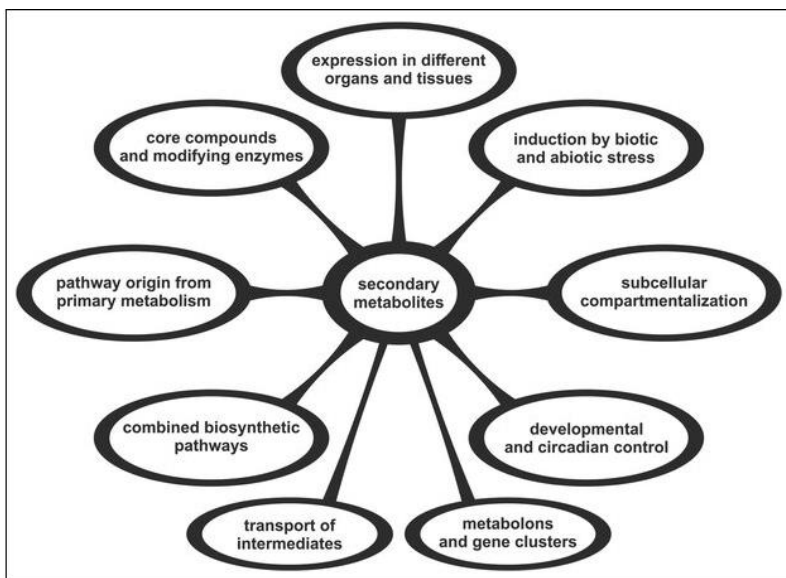 expression in different
organs and tissues
core compounds
and modifying enzymes
induction by biotic
and abiotic stress
pathway origin from
primary metabolism
secondary
metabolites
subcellular
compartmentalization
combined biosynthetic
pathways
developmental
and circadian control
transport of
intermediates
metabolons
and gene clusters